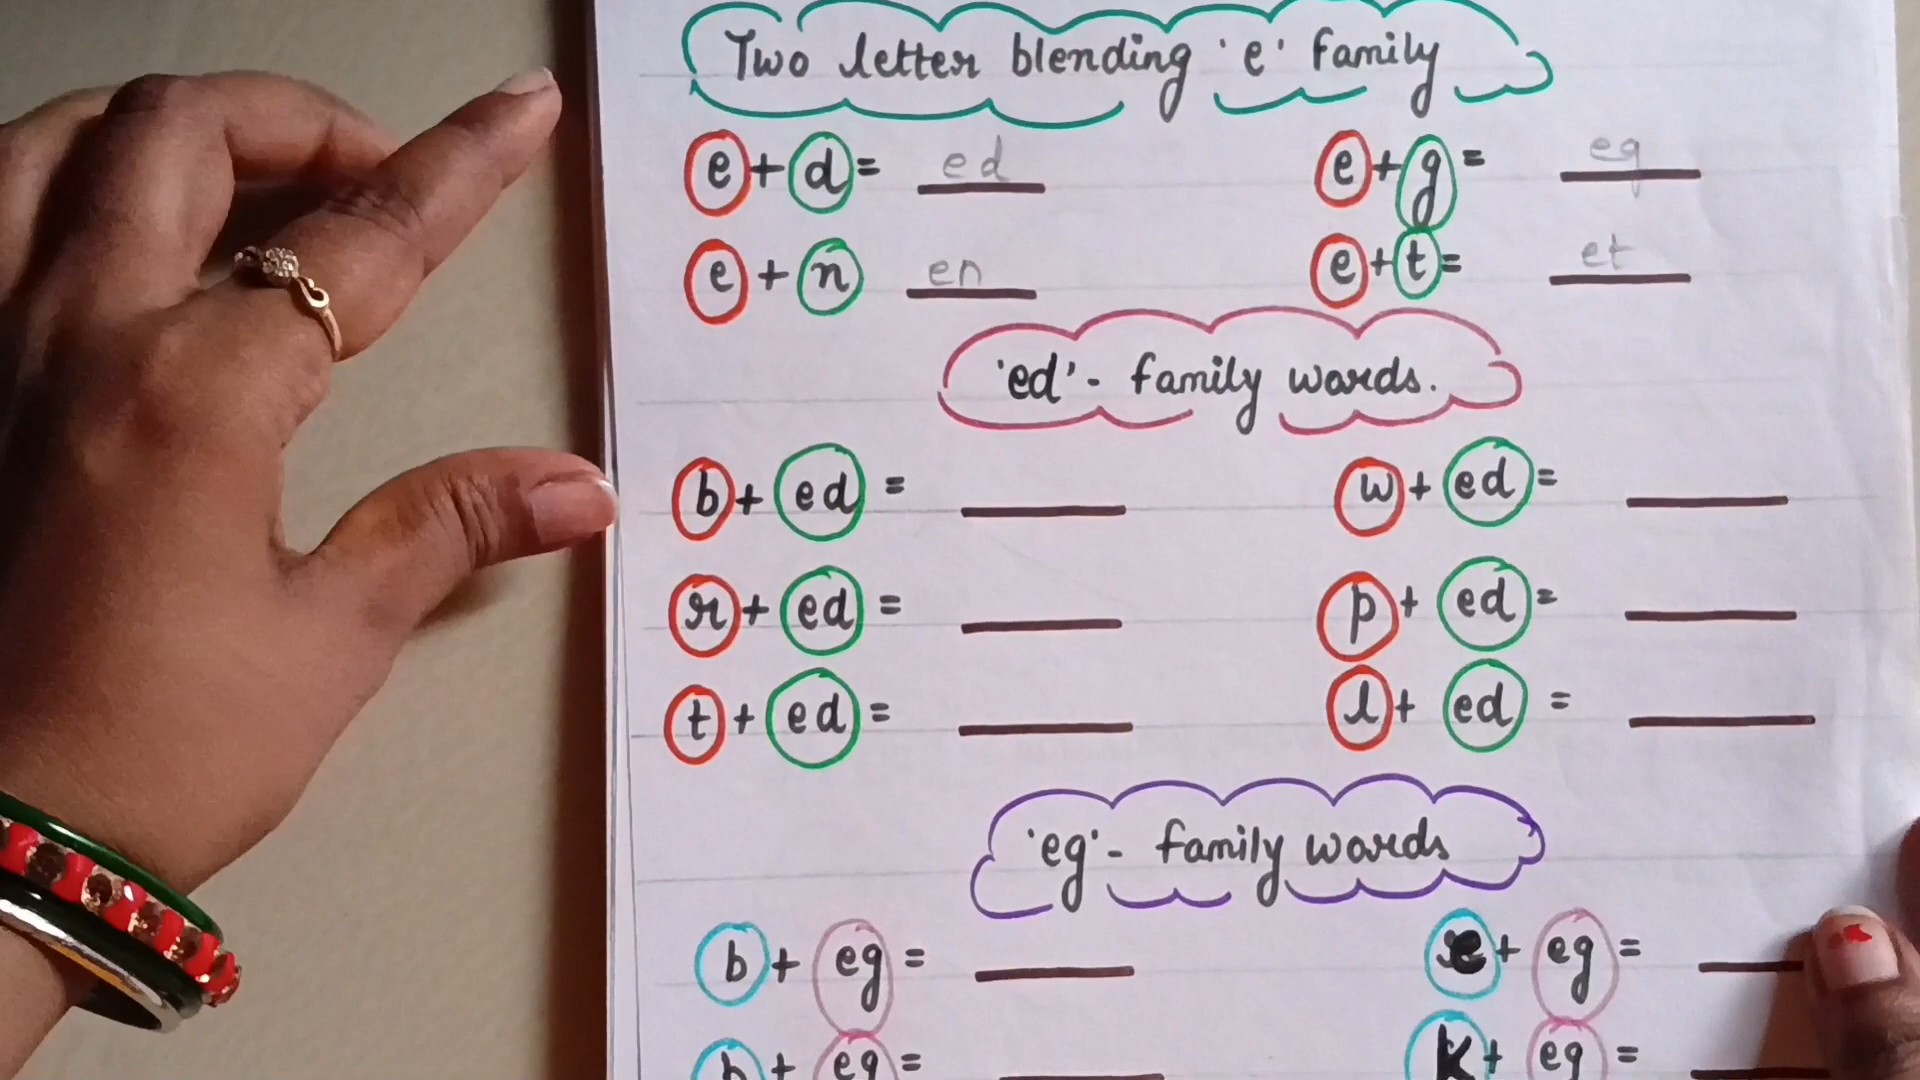 Two letter blending 'e' family
e + d = ed e + g = eg
e + n en e + t = et
'ed' - family words.
b + ed = w + ed =
r + ed = p + ed =
t + ed = l + ed =
'eg' - family words
b + eg = + eg =
+ eg = k + eg =